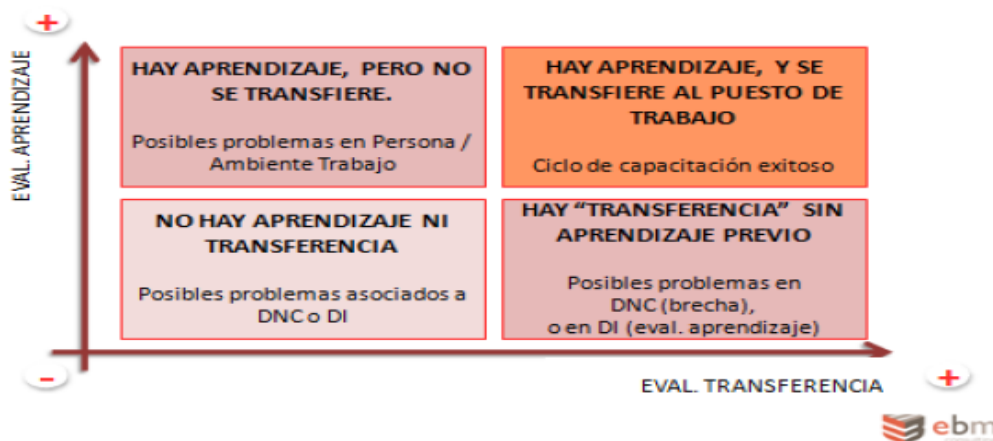 +
EVAL. APRENDIZAJE
HAY APRENDIZAJE, PERO NO
SE TRANSFIERE.
Posibles problemas en Persona /
Ambiente Trabajo
HAY APRENDIZAJE, Y SE
TRANSFIERE AL PUESTO DE
TRABAJO
Ciclo de capacitación exitoso
NO HAY APRENDIZAJE NI
TRANSFERENCIA
Posibles problemas asociados a
DNC o DI
HAY “TRANSFERENCIA” SIN
APRENDIZAJE PREVIO
Posibles problemas en
DNC (brecha),
o en DI (eval. aprendizaje)
-
EVAL. TRANSFERENCIA
+
ebm